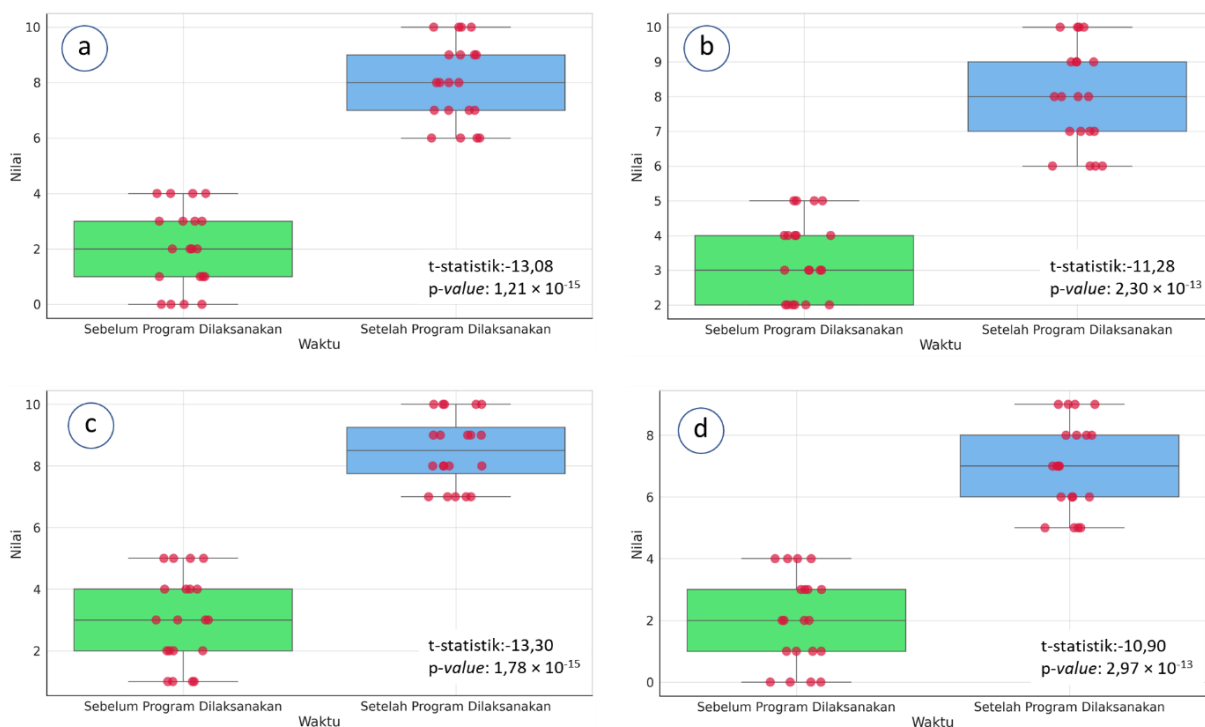 a
10
8
6
4
2
0
Nilai
t-statistik:-13,08
p-value: 1,21 × 10⁻¹⁵
Sebelum Program Dilaksanakan
Setelah Program Dilaksanakan
Waktu
b
10
9
8
7
6
5
4
3
2
Nilai
t-statistik:-11,28
p-value: 2,30 × 10⁻¹³
Sebelum Program Dilaksanakan
Setelah Program Dilaksanakan
Waktu
c
10
8
6
4
2
Nilai
t-statistik:-13,30
p-value: 1,78 × 10⁻¹⁵
Sebelum Program Dilaksanakan
Setelah Program Dilaksanakan
Waktu
d
8
6
4
2
0
Nilai
t-statistik:-10,90
p-value: 2,97 × 10⁻¹³
Sebelum Program Dilaksanakan
Setelah Program Dilaksanakan
Waktu